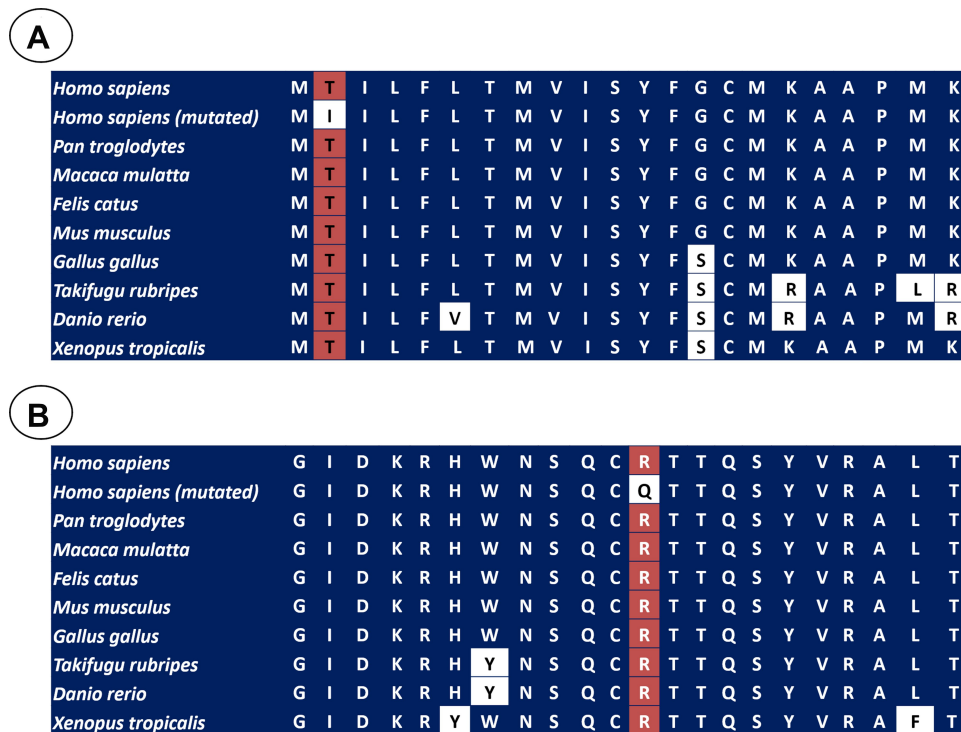 A
Homo sapiens M T I L F L T M V I S Y F G C M K A A P M K
Homo sapiens (mutated) M I I L F L T M V I S Y F G C M K A A P M K
Pan troglodytes M T I L F L T M V I S Y F G C M K A A P M K
Macaca mulatta M T I L F L T M V I S Y F G C M K A A P M K
Felis catus M T I L F L T M V I S Y F G C M K A A P M K
Mus musculus M T I L F L T M V I S Y F G C M K A A P M K
Gallus gallus M T I L F L T M V I S Y F S C M K A A P M K
Takifugu rubripes M T I L F L T M V I S Y F S C M R A A P L R
Danio rerio M T I L F V T M V I S Y F S C M R A A P M R
Xenopus tropicalis M T I L F L T M V I S Y F S C M K A A P M K
B
Homo sapiens G I D K R H W N S Q C R T T Q S Y V R A L T
Homo sapiens (mutated) G I D K R H W N S Q C Q T T Q S Y V R A L T
Pan troglodytes G I D K R H W N S Q C R T T Q S Y V R A L T
Macaca mulatta G I D K R H W N S Q C R T T Q S Y V R A L T
Felis catus G I D K R H W N S Q C R T T Q S Y V R A L T
Mus musculus G I D K R H W N S Q C R T T Q S Y V R A L T
Gallus gallus G I D K R H W N S Q C R T T Q S Y V R A L T
Takifugu rubripes G I D K R H Y N S Q C R T T Q S Y V R A L T
Danio rerio G I D K R H Y N S Q C R T T Q S Y V R A L T
Xenopus tropicalis G I D K R Y W N S Q C R T T Q S Y V R A F T